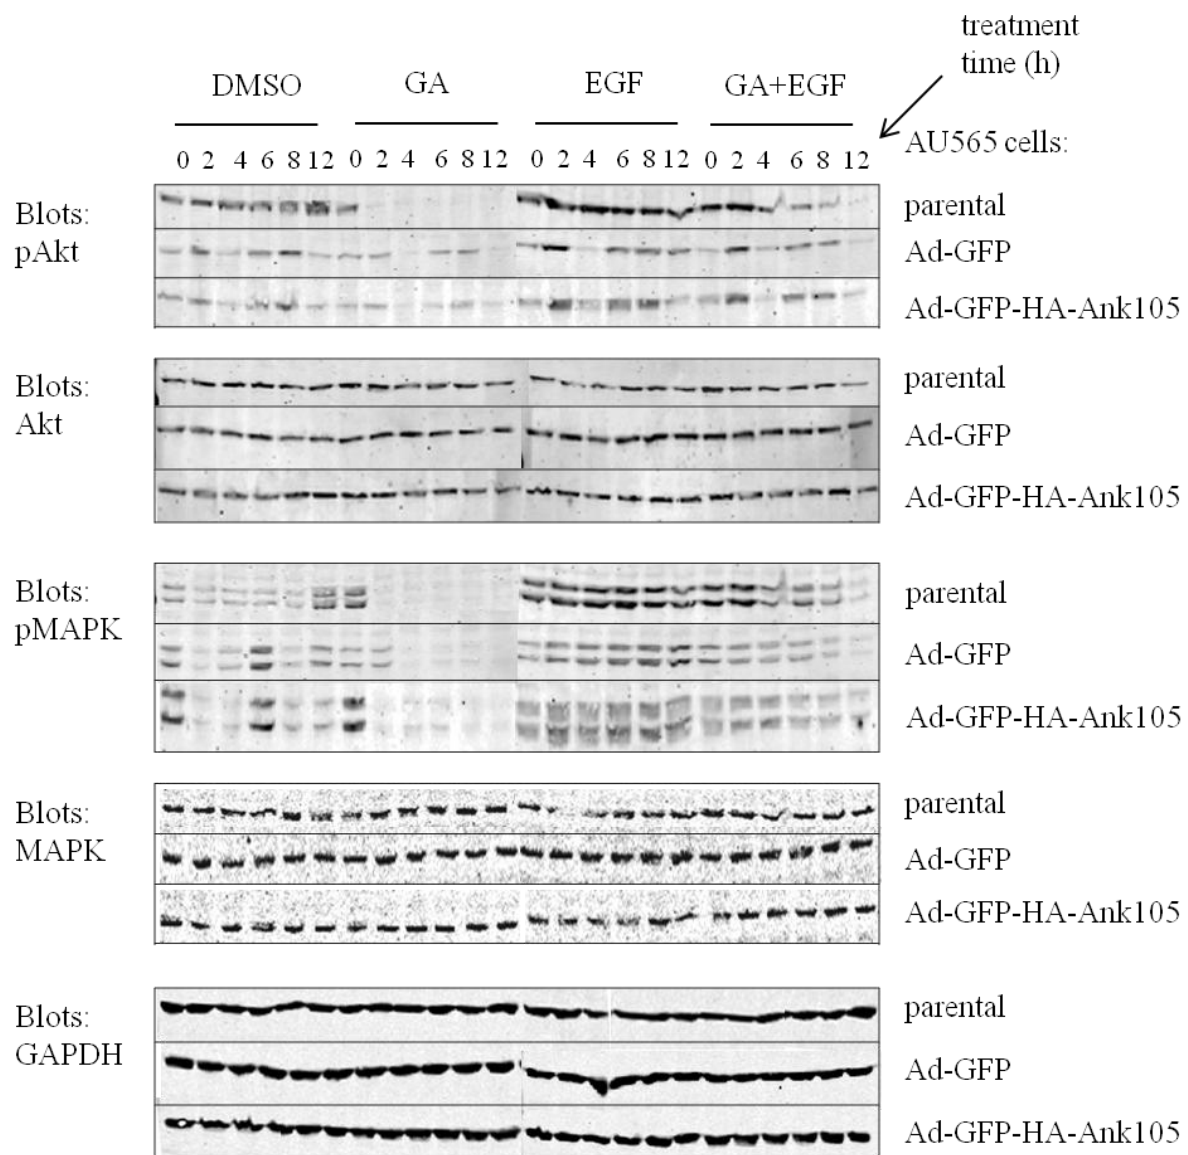 treatment
time (h)
DMSO GA EGF GA+EGF
AU565 cells:
0 2 4 6 8 12 0 2 4 6 8 12 0 2 4 6 8 12 0 2 4 6 8 12
Blots:
pAkt
parental
Ad-GFP
Ad-GFP-HA-Ank105
Blots:
Akt
parental
Ad-GFP
Ad-GFP-HA-Ank105
Blots:
pMAPK
parental
Ad-GFP
Ad-GFP-HA-Ank105
Blots:
MAPK
parental
Ad-GFP
Ad-GFP-HA-Ank105
Blots:
GAPDH
parental
Ad-GFP
Ad-GFP-HA-Ank105